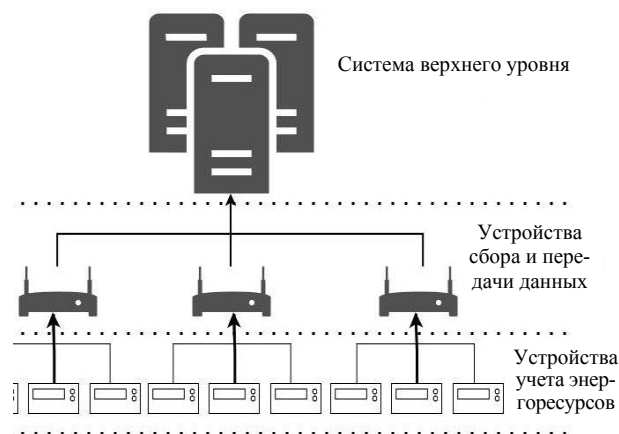 Система верхнего уровня
Устройства
сбора и пере-
дачи данных
Устройства
учета энер-
горесурсов